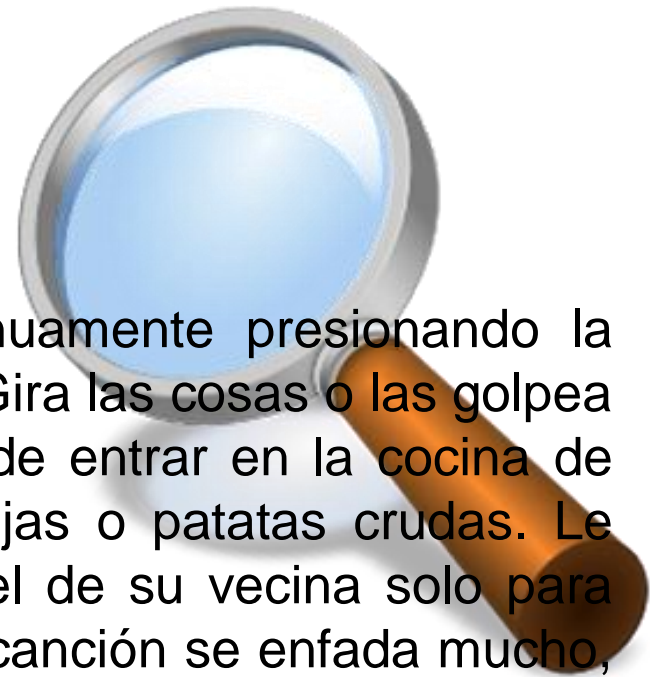 nuamente presionando la
Gira las cosas o las golpea
de entrar en la cocina de
jas o patatas crudas. Le
el de su vecina solo para
canción se enfada mucho,